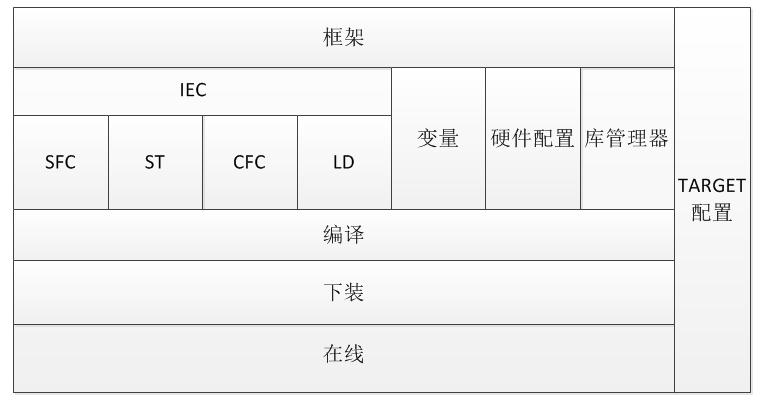 框架
IEC
SFC
ST
CFC
LD
变量
硬件配置
库管理器
TARGET
配置
编译
下装
在线